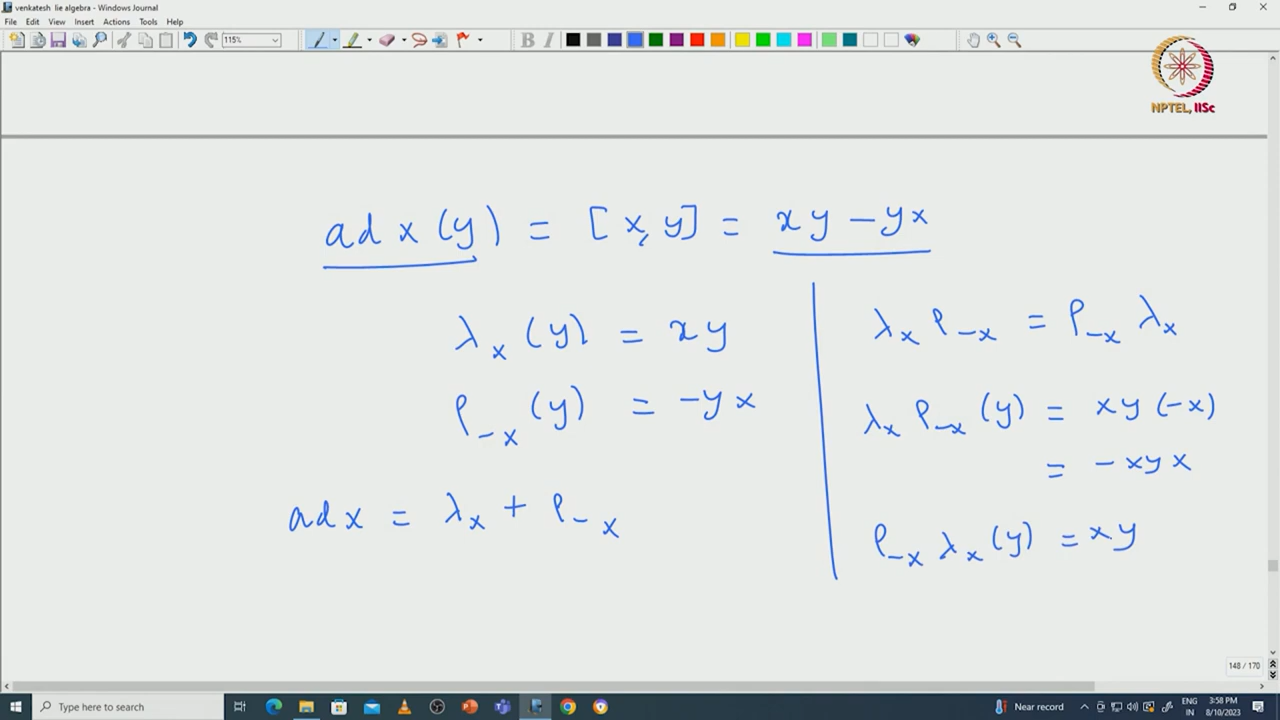 venkatesh lie algebra - Windows Journal
File Edit View Insert Actions Tools Help
115%
B I
NPTEL, IISc
ad x (y) = [x, y] = xy - yx
λ_x (y) = xy
ρ_{-x} (y) = -yx
ad x = λ_x + ρ_{-x}
λ_x ρ_{-x} = ρ_{-x} λ_x
λ_x ρ_{-x} (y) = xy (-x)
= -xyx
ρ_{-x} λ_x (y) = xy
148 / 170
Type here to search
Near record
ENG
IN
3:58 PM
8/10/2023